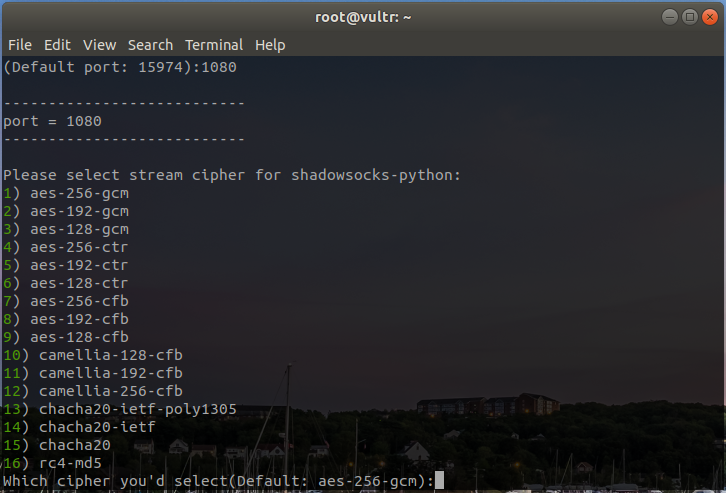 root@vultr: ~
File Edit View Search Terminal Help
(Default port: 15974):1080
---------------------------
port = 1080
---------------------------
Please select stream cipher for shadowsocks-python:
1) aes-256-gcm
2) aes-192-gcm
3) aes-128-gcm
4) aes-256-ctr
5) aes-192-ctr
6) aes-128-ctr
7) aes-256-cfb
8) aes-192-cfb
9) aes-128-cfb
10) camellia-128-cfb
11) camellia-192-cfb
12) camellia-256-cfb
13) chacha20-ietf-poly1305
14) chacha20-ietf
15) chacha20
16) rc4-md5
Which cipher you'd select(Default: aes-256-gcm):